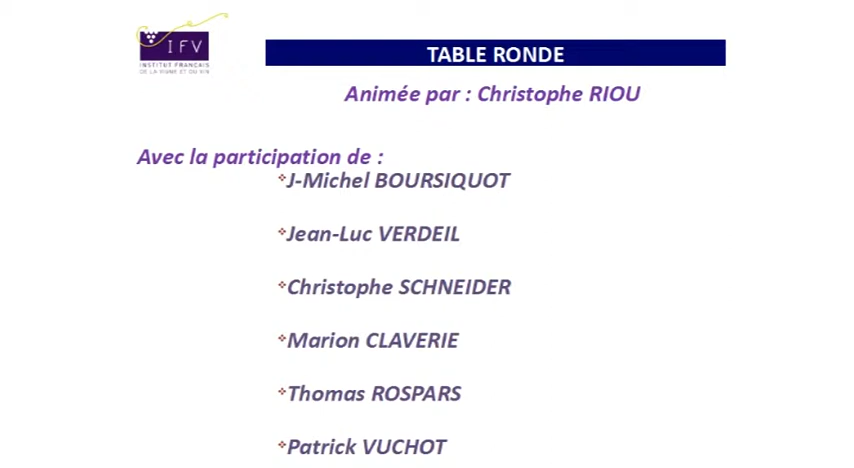 IFV
INSTITUT FRANÇAIS
DE LA VIGNE ET DU VIN
TABLE RONDE
Animée par : Christophe RIOU
Avec la participation de :
❖J-Michel BOURSIQUOT
❖Jean-Luc VERDEIL
❖Christophe SCHNEIDER
❖Marion CLAVERIE
❖Thomas ROSPARS
❖Patrick VUCHOT